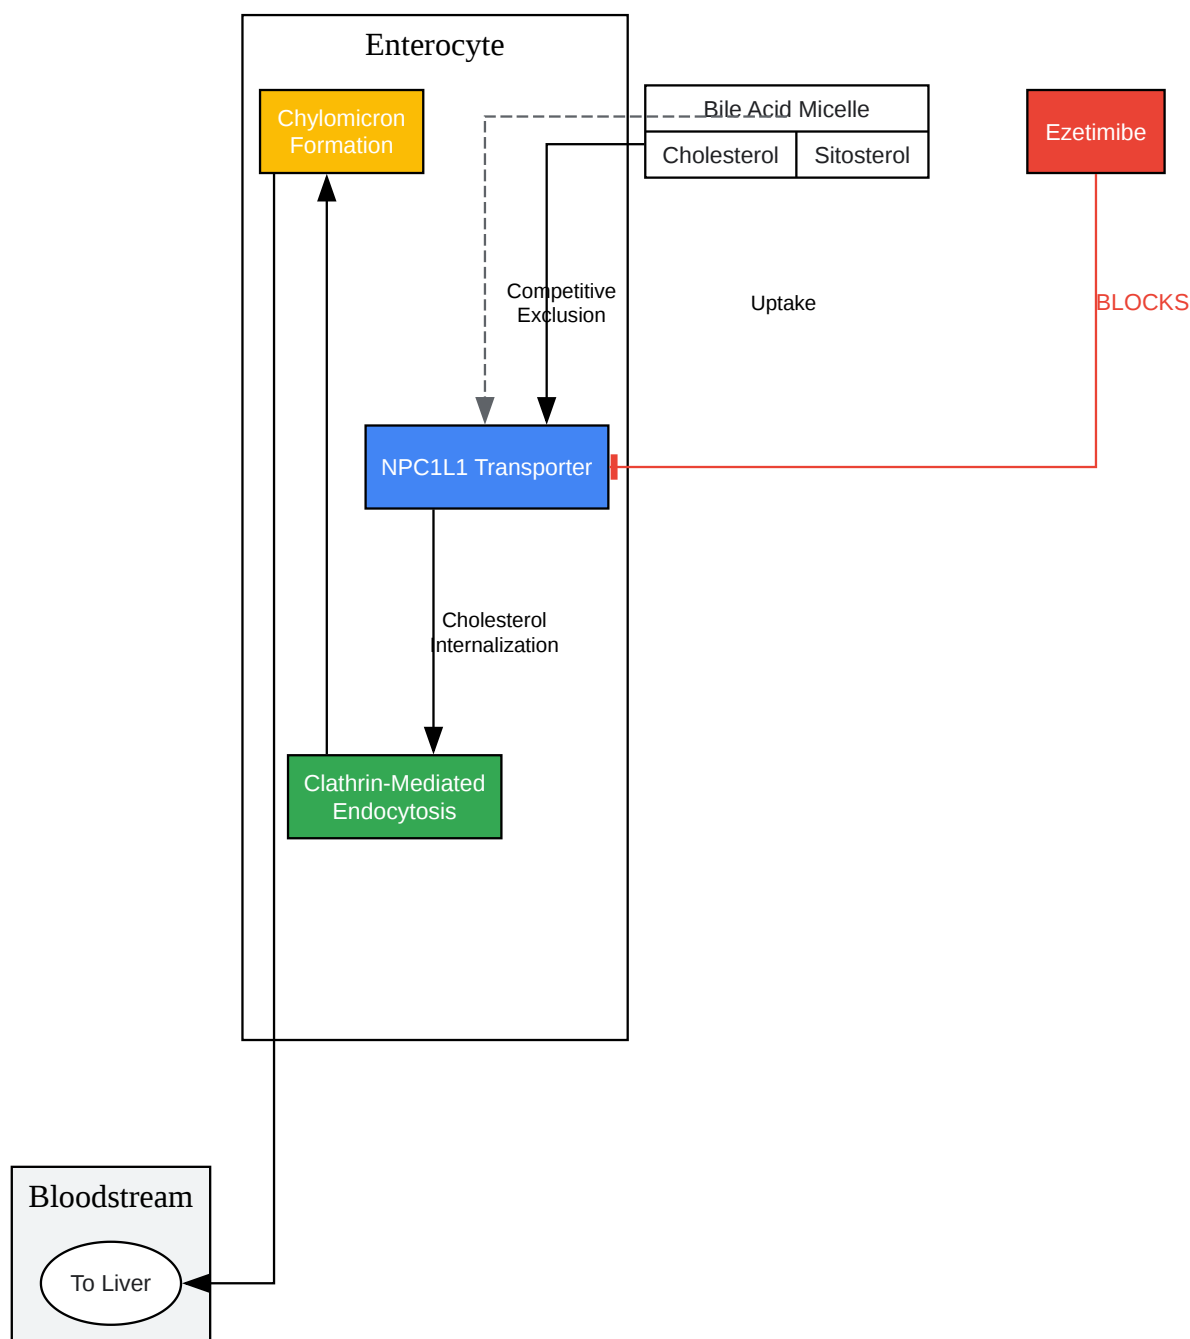 Enterocyte
Chylomicron
Formation
Bile Acid Micelle
Cholesterol
Sitosterol
Ezetimibe
Competitive
Exclusion
Uptake
BLOCKS
NPC1L1 Transporter
Cholesterol
Internalization
Clathrin-Mediated
Endocytosis
Bloodstream
To Liver